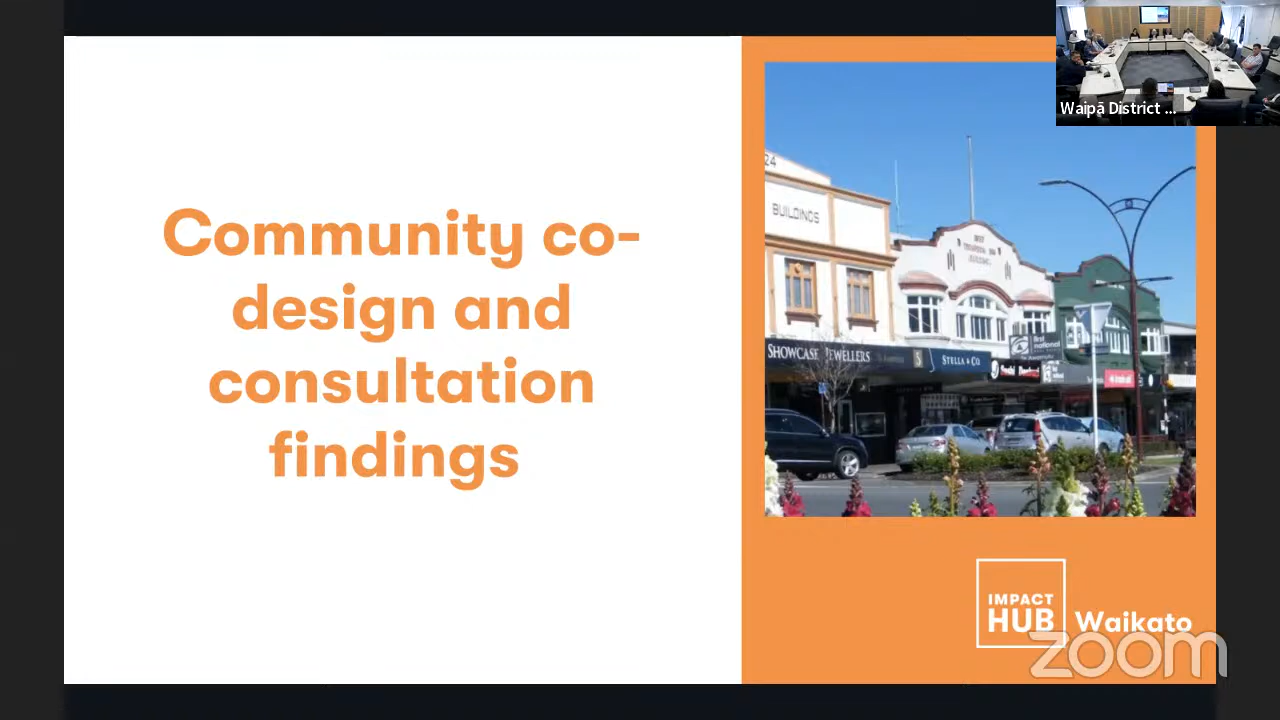 Community co-
design and
consultation
findings
Waipā District ...
24
BUILDINGS
SHOWCASE JEWELLERS
STELLA & CO
first
national
IMPACT
HUB Waikato
zoom